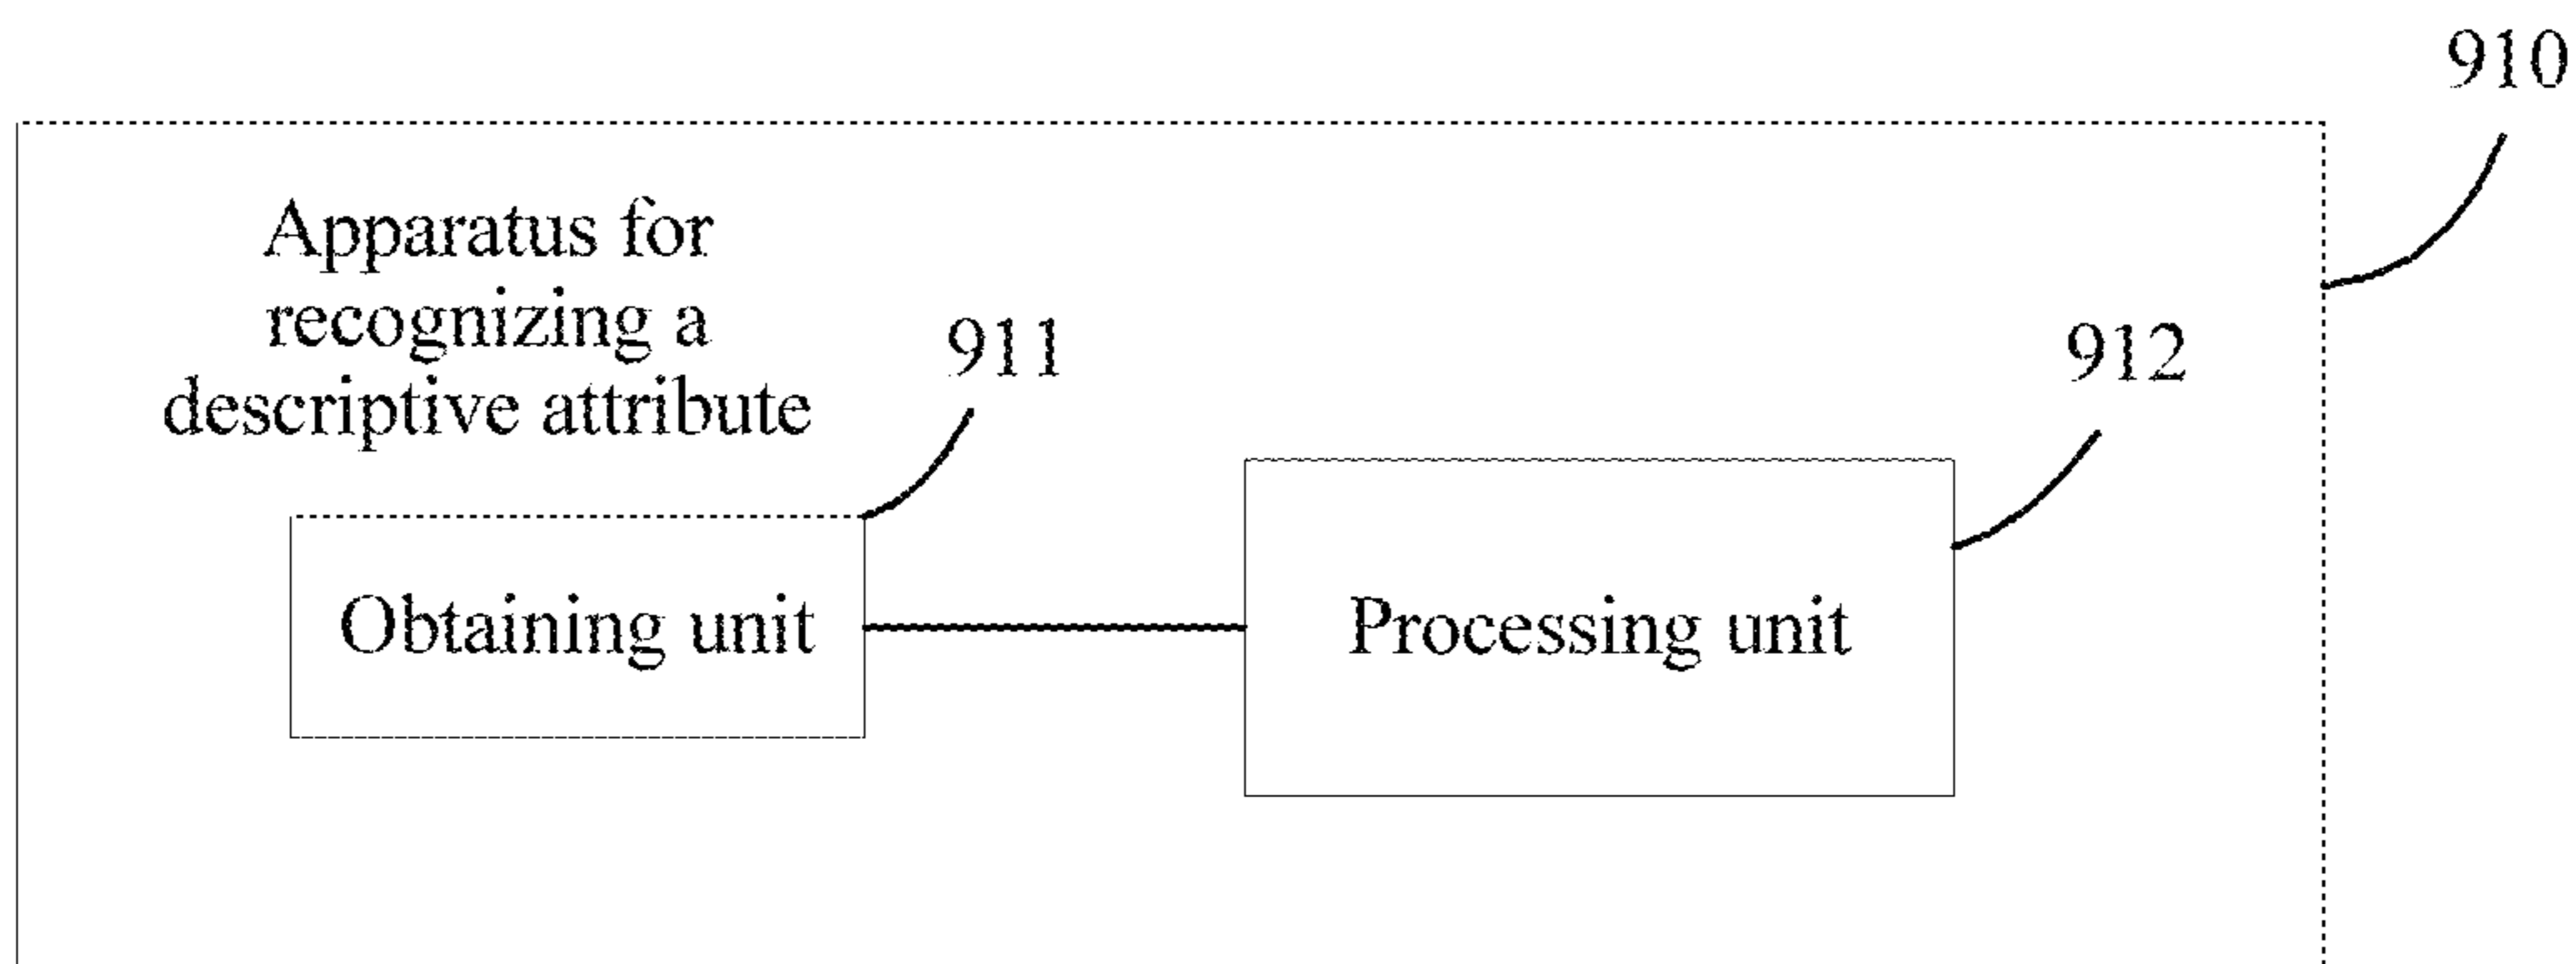 910
Apparatus for
recognizing a
descriptive attribute
911
912
Obtaining unit
Processing unit